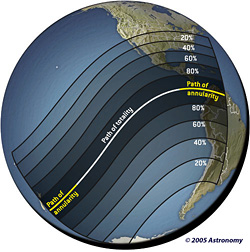 20%
40%
60%
80%
Path of
annularity
Path of totality
80%
60%
40%
20%
Path of
annularity
© 2005 Astronomy